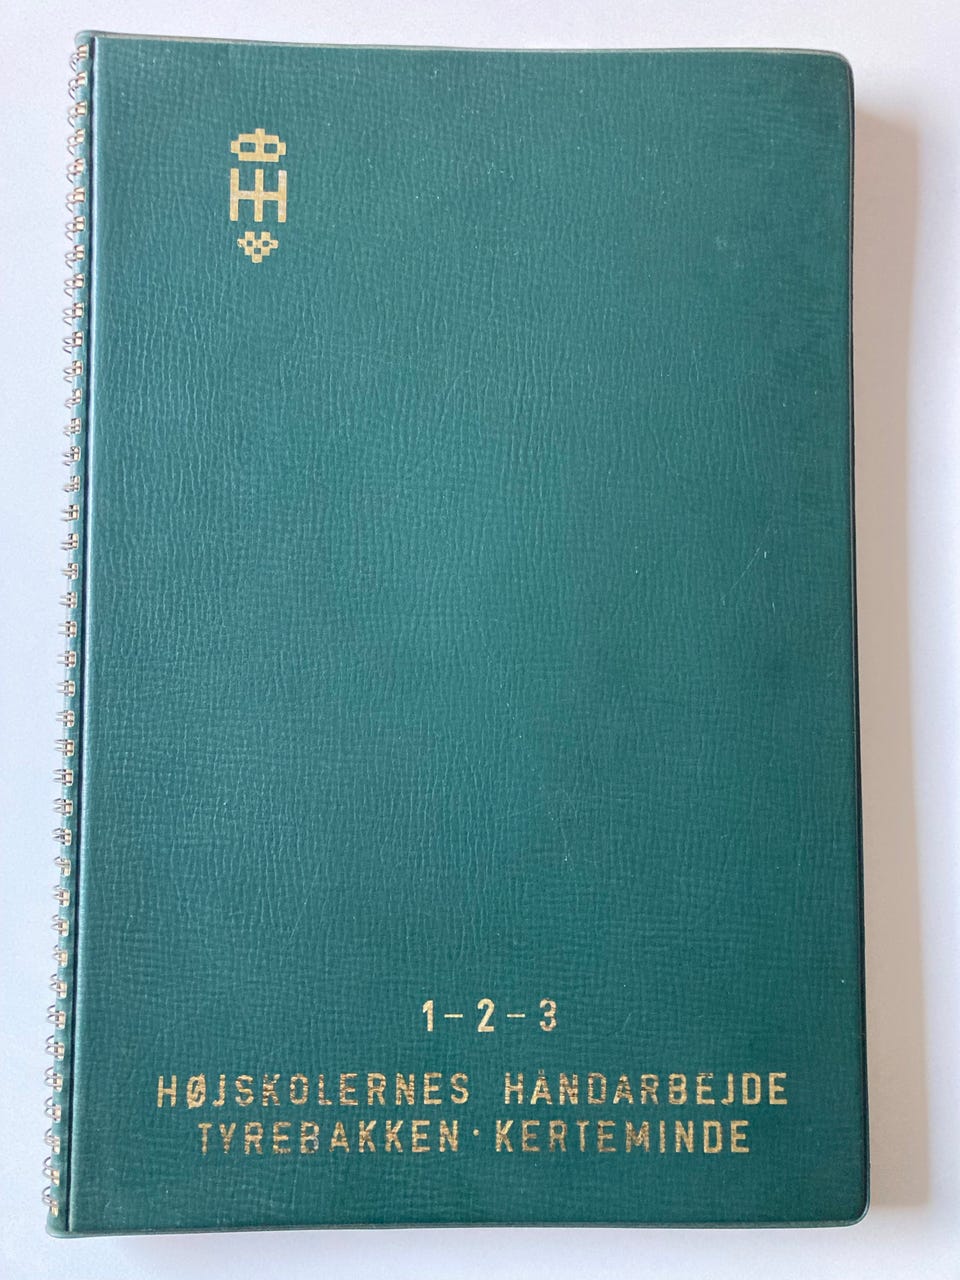 1-2-3
HØJSKOLERNES HÅNDARBEJDE
TYREBAKKEN · KERTEMINDE